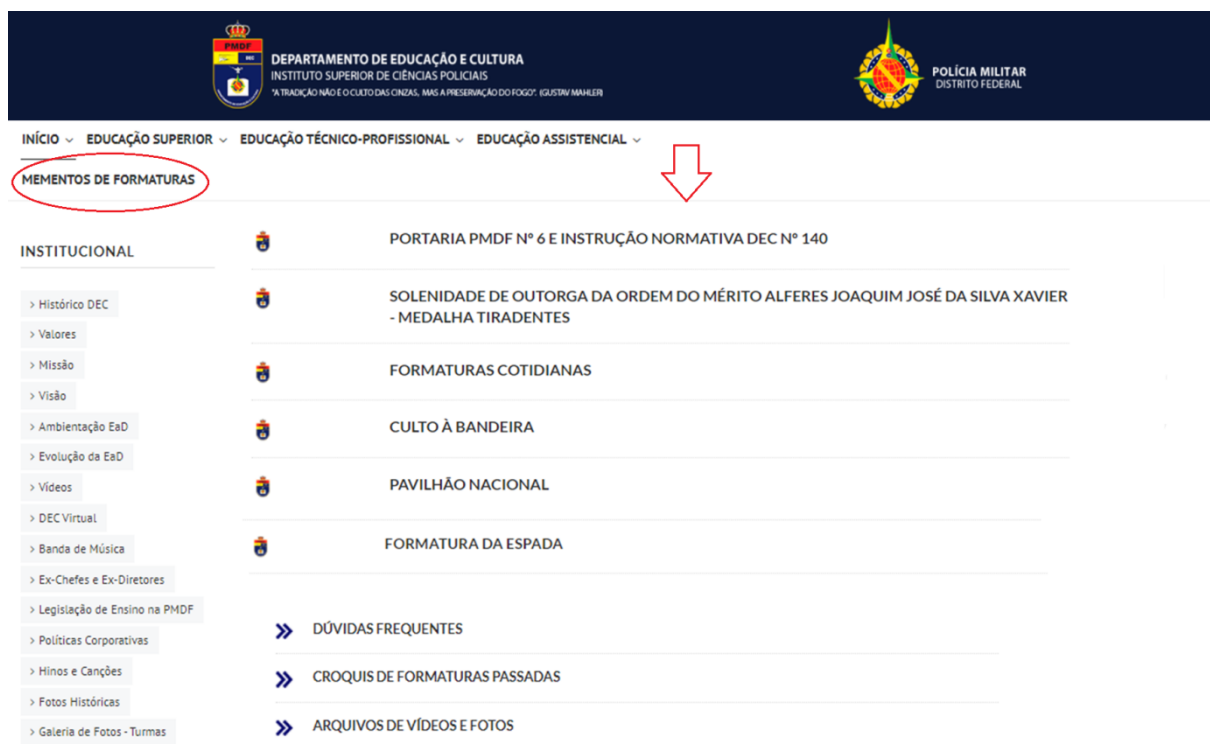 PMDF
DEPARTAMENTO DE EDUCAÇÃO E CULTURA
INSTITUTO SUPERIOR DE CIÊNCIAS POLICIAIS
"A TRADIÇÃO NÃO É O CULTO DAS CINZAS, MAS A PRESERVAÇÃO DO FOGO". (GUSTAV MAHLER)
POLÍCIA MILITAR
DISTRITO FEDERAL
INÍCIO EDUCAÇÃO SUPERIOR EDUCAÇÃO TÉCNICO-PROFISSIONAL EDUCAÇÃO ASSISTENCIAL
MEMENTOS DE FORMATURAS
INSTITUCIONAL
> Histórico DEC
> Valores
> Missão
> Visão
> Ambientação EaD
> Evolução da EaD
> Vídeos
> DEC Virtual
> Banda de Música
> Ex-Chefes e Ex-Diretores
> Legislação de Ensino na PMDF
> Políticas Corporativas
> Hinos e Canções
> Fotos Históricas
> Galeria de Fotos - Turmas
PORTARIA PMDF Nº 6 E INSTRUÇÃO NORMATIVA DEC Nº 140
SOLENIDADE DE OUTORGA DA ORDEM DO MÉRITO ALFERES JOAQUIM JOSÉ DA SILVA XAVIER
- MEDALHA TIRADENTES
FORMATURAS COTIDIANAS
CULTO À BANDEIRA
PAVILHÃO NACIONAL
FORMATURA DA ESPADA
DÚVIDAS FREQUENTES
CROQUIS DE FORMATURAS PASSADAS
ARQUIVOS DE VÍDEOS E FOTOS